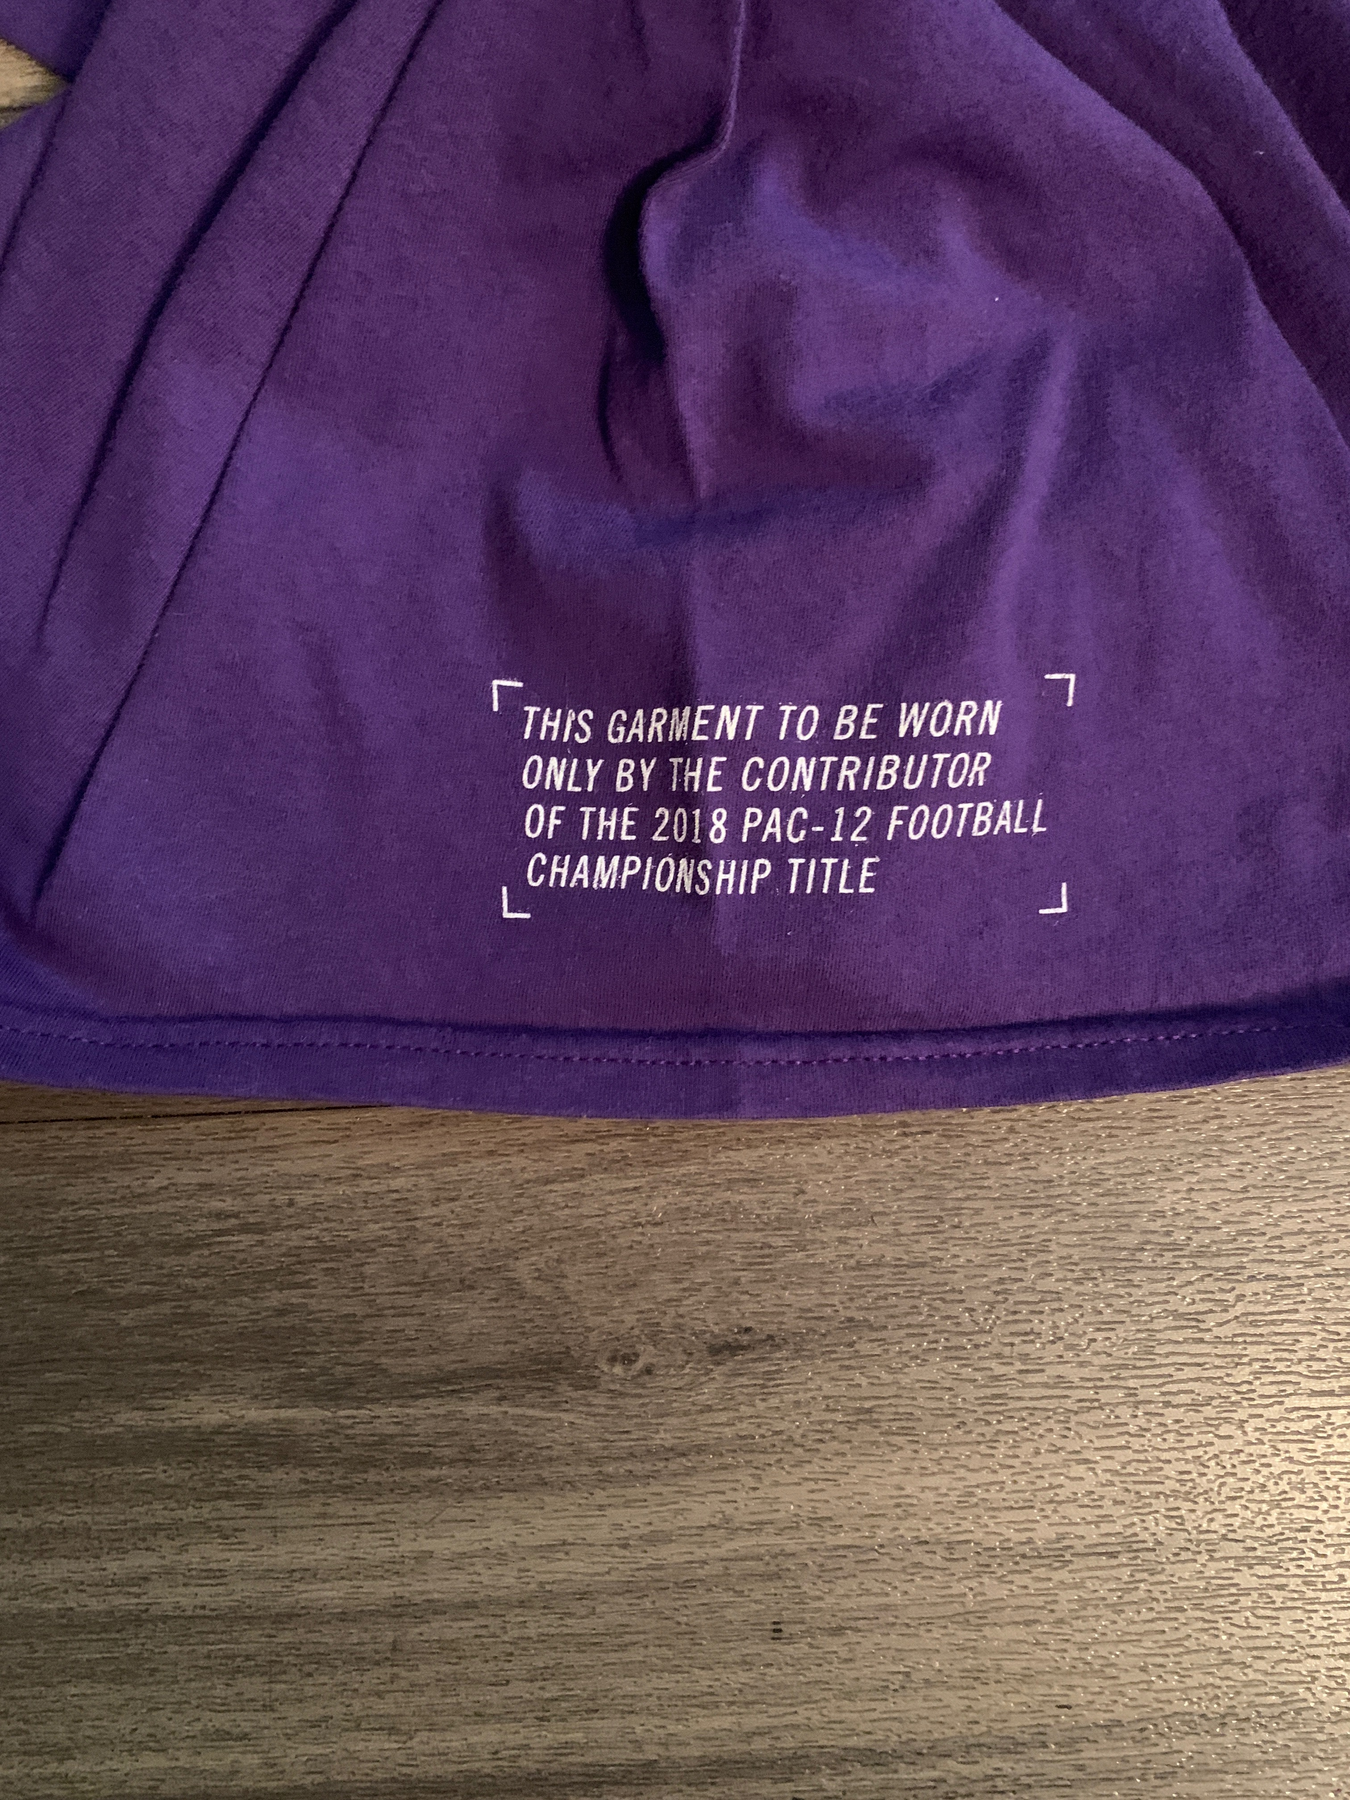 THIS GARMENT TO BE WORN
ONLY BY THE CONTRIBUTOR
OF THE 2018 PAC-12 FOOTBALL
CHAMPIONSHIP TITLE